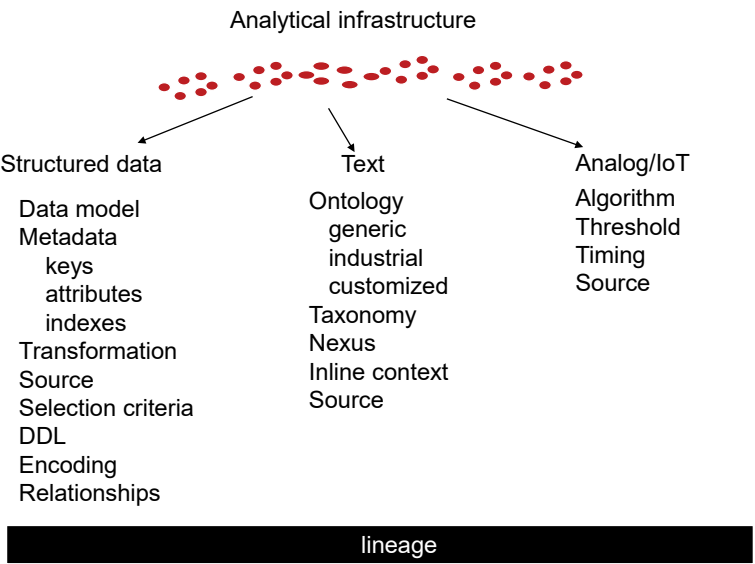 Analytical infrastructure
Structured data
Data model
Metadata
keys
attributes
indexes
Transformation
Source
Selection criteria
DDL
Encoding
Relationships
Text
Ontology
generic
industrial
customized
Taxonomy
Nexus
Inline context
Source
Analog/IoT
Algorithm
Threshold
Timing
Source
lineage